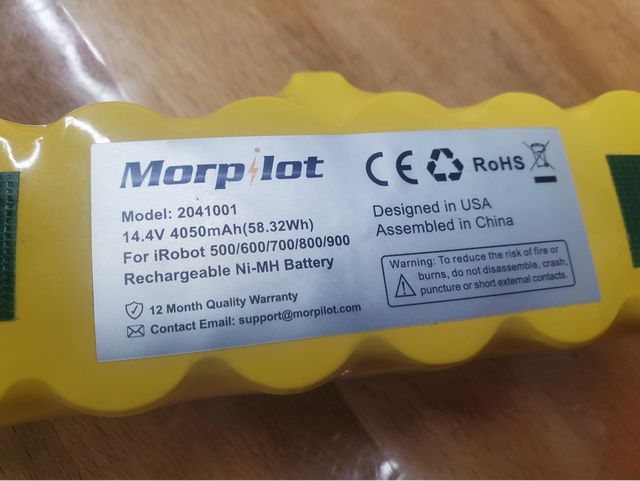 Morpilot
Model: 2041001
14.4V 4050mAh(58.32Wh)
For iRobot 500/600/700/800/900
Rechargeable Ni-MH Battery
12 Month Quality Warranty
Contact Email: support@morpilot.com
CE RoHS
Designed in USA
Assembled in China
Warning: To reduce the risk of fire or
burns, do not disassemble, crash,
puncture or short external contacts.